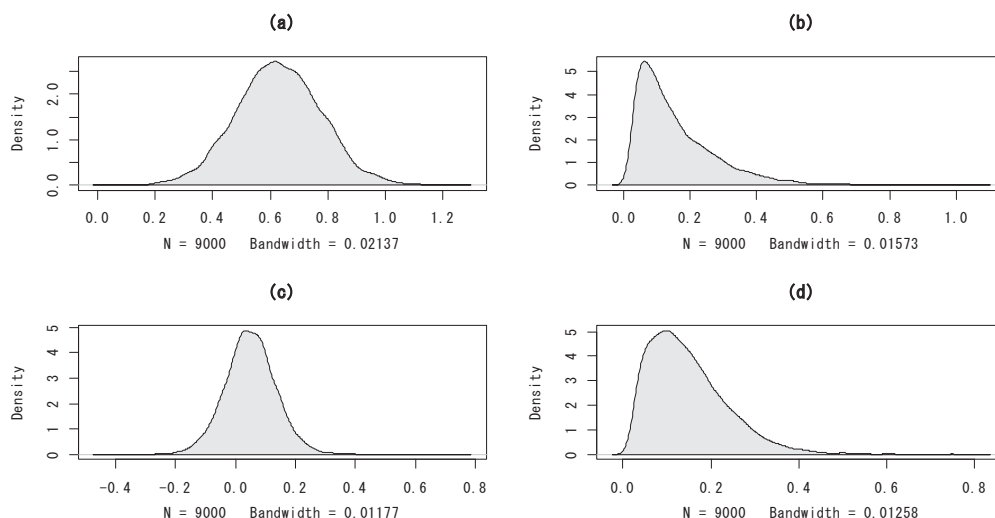 (a)
Density
0.0 1.0 2.0
0.0 0.2 0.4 0.6 0.8 1.0 1.2
N = 9000 Bandwidth = 0.02137
(b)
Density
0 1 2 3 4 5
0.0 0.2 0.4 0.6 0.8 1.0
N = 9000 Bandwidth = 0.01573
(c)
Density
0 1 2 3 4 5
-0.4 -0.2 0.0 0.2 0.4 0.6 0.8
N = 9000 Bandwidth = 0.01177
(d)
Density
0 1 2 3 4 5
0.0 0.2 0.4 0.6 0.8
N = 9000 Bandwidth = 0.01258